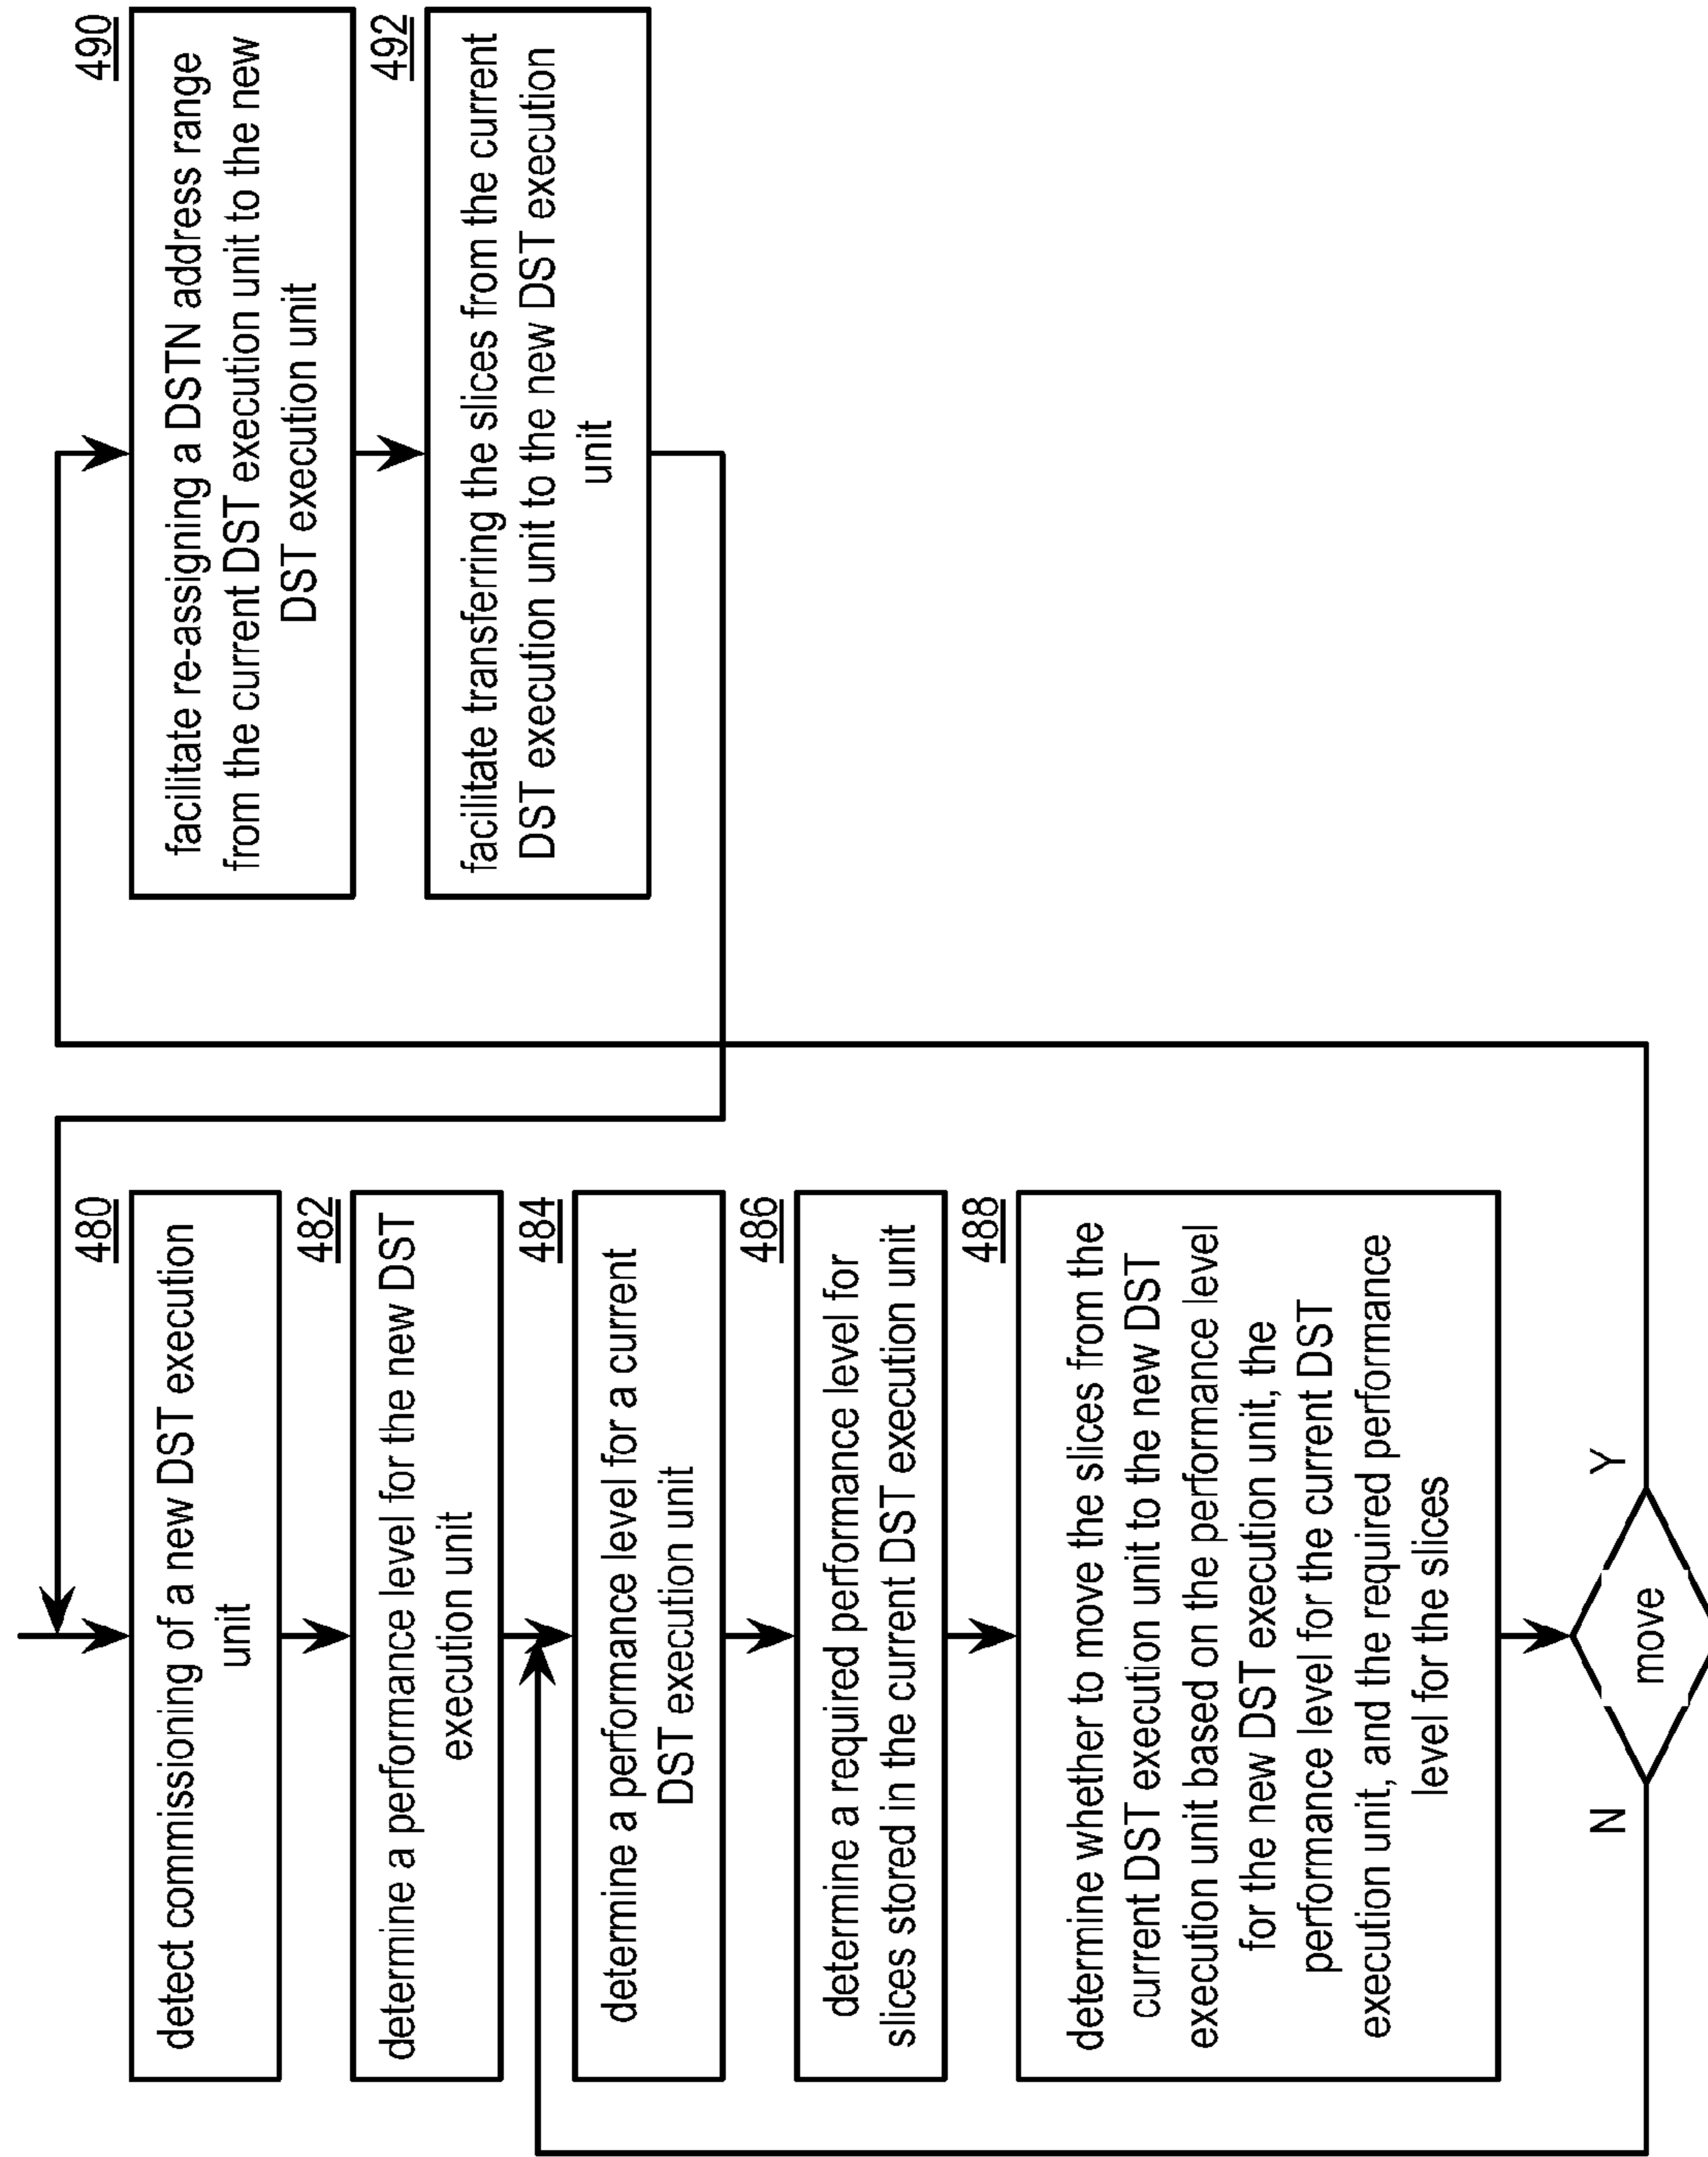 480
detect commissioning of a new DST execution
unit
482
determine a performance level for the new DST
execution unit
484
determine a performance level for a current
DST execution unit
486
determine a required performance level for
slices stored in the current DST execution unit
488
determine whether to move the slices from the
current DST execution unit to the new DST
execution unit based on the performance level
for the new DST execution unit, the
performance level for the current DST
execution unit, and the required performance
level for the slices
N
move
Y
490
facilitate re-assigning a DSTN address range
from the current DST execution unit to the new
DST execution unit
492
facilitate transferring the slices from the current
DST execution unit to the new DST execution
unit